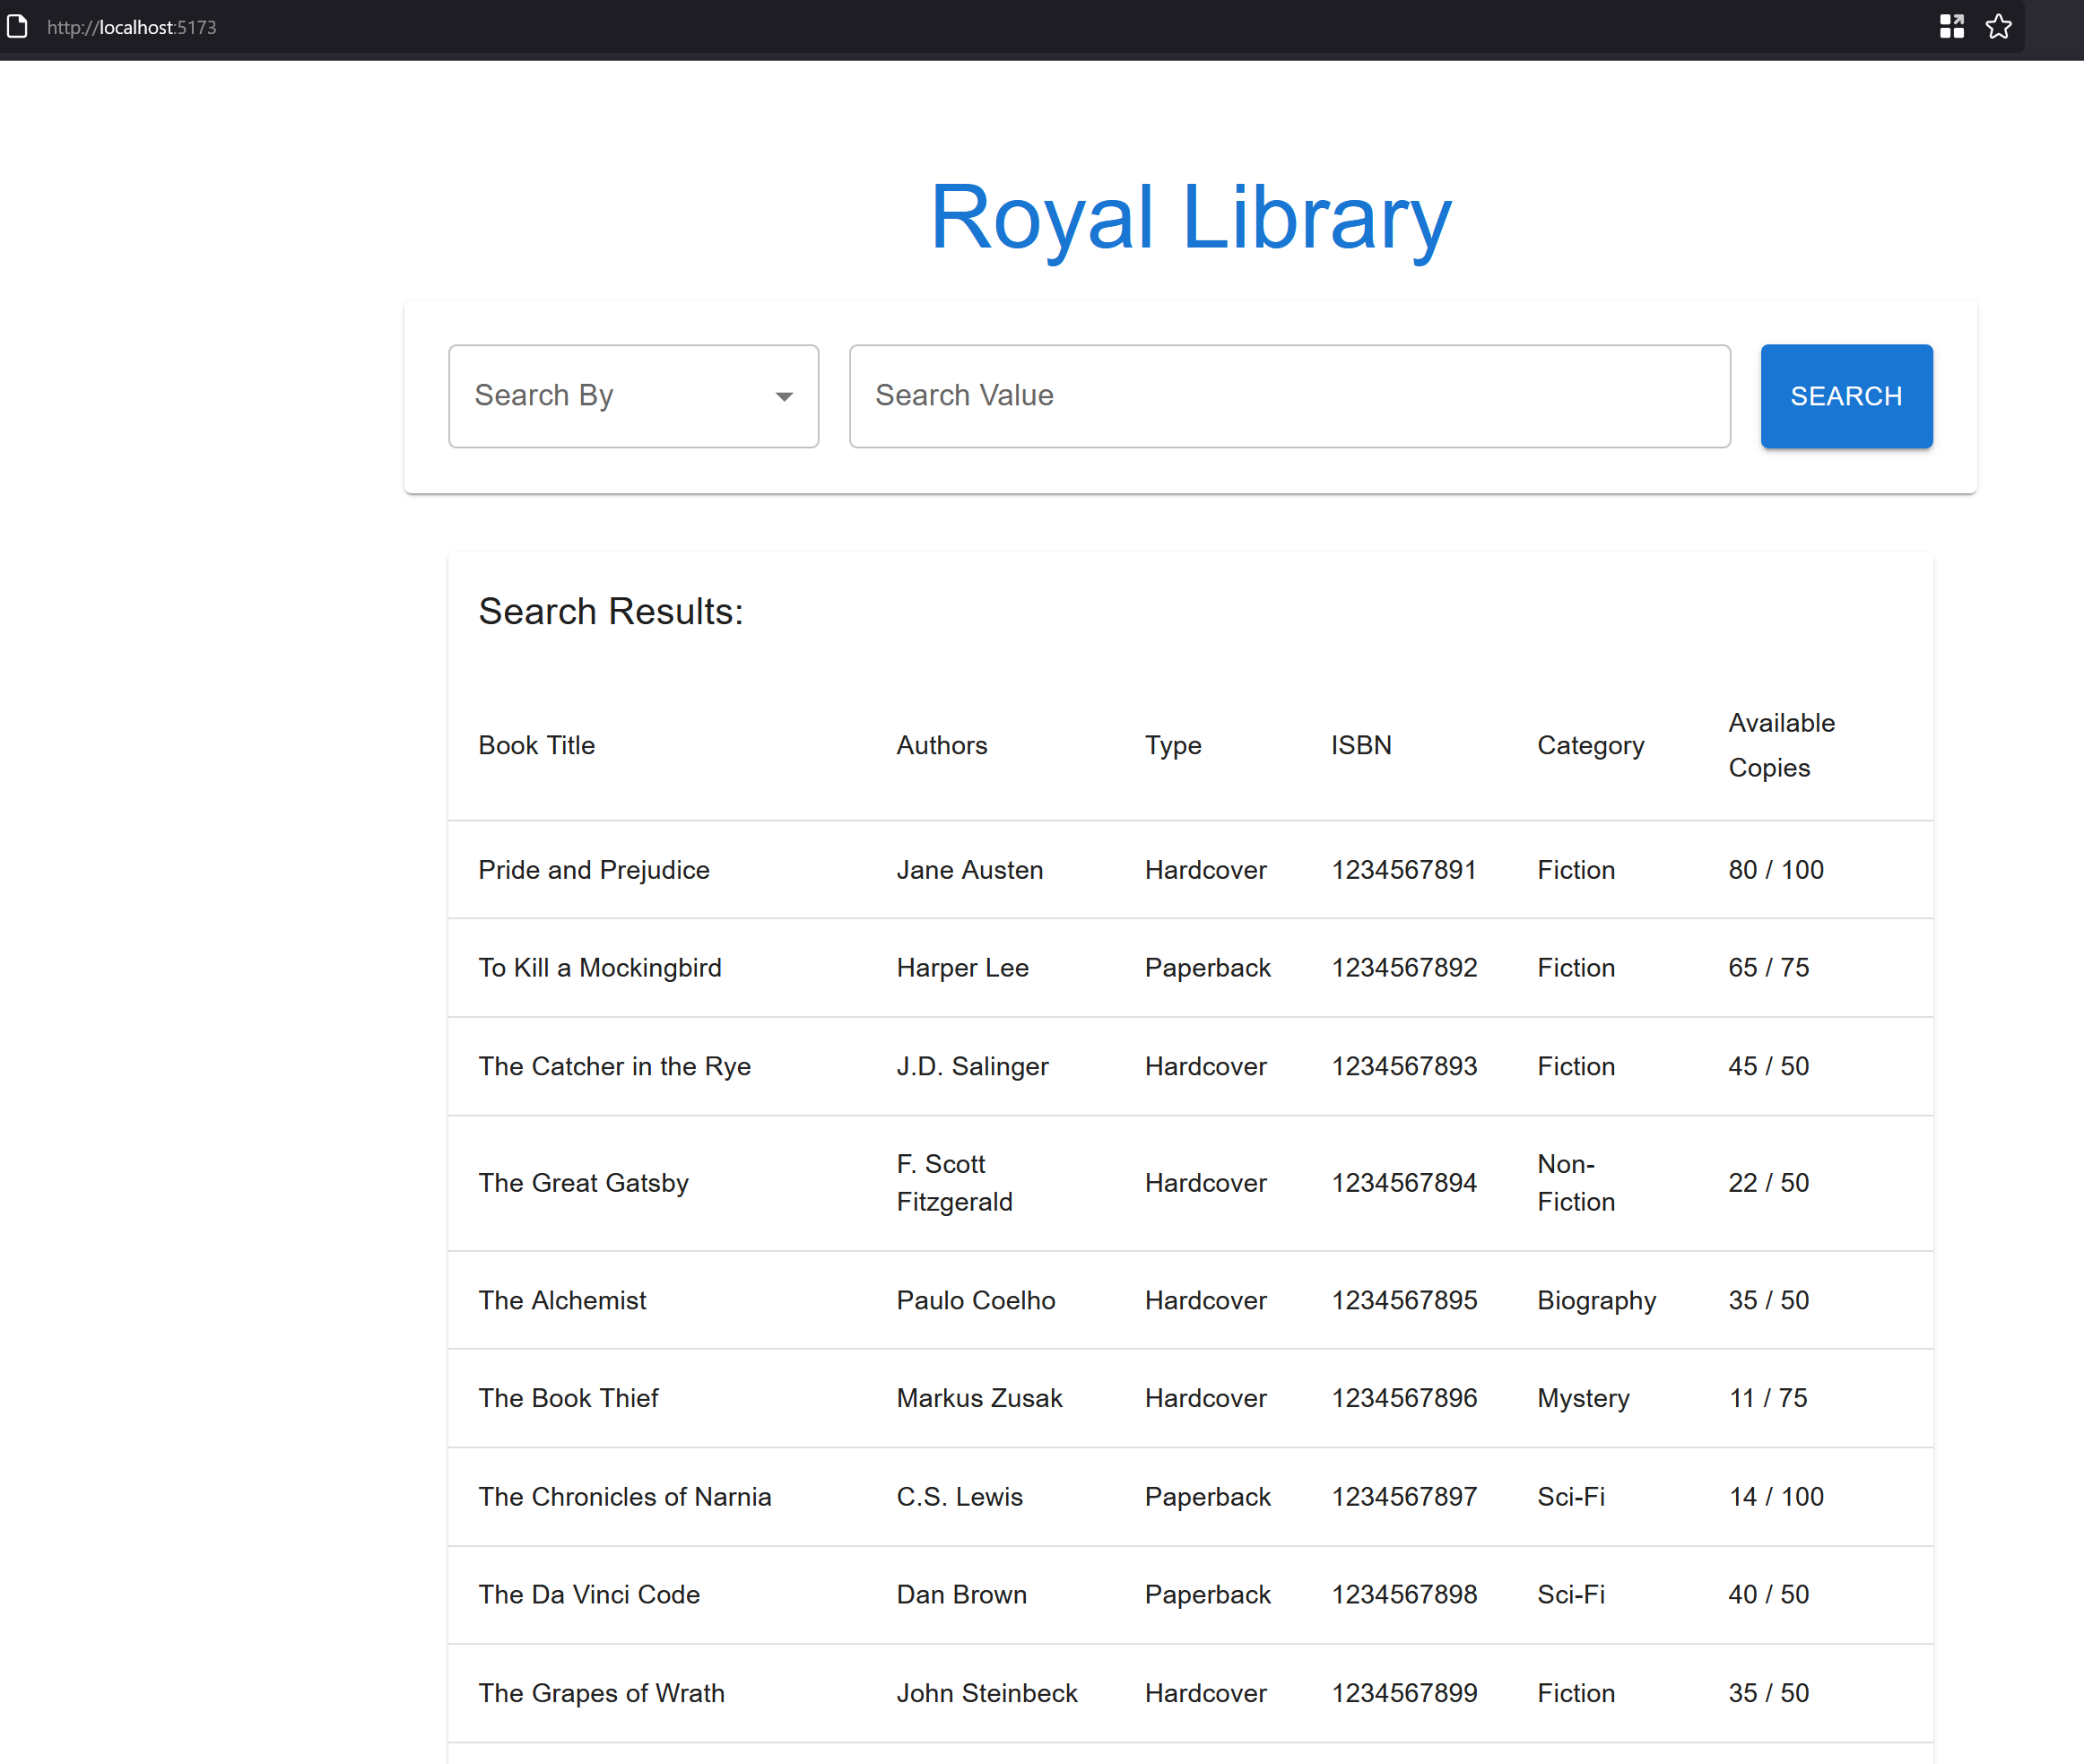 http://localhost:5173
Royal Library
Search By Search Value SEARCH
Search Results:
Book Title Authors Type ISBN Category Available Copies
Pride and Prejudice Jane Austen Hardcover 1234567891 Fiction 80 / 100
To Kill a Mockingbird Harper Lee Paperback 1234567892 Fiction 65 / 75
The Catcher in the Rye J.D. Salinger Hardcover 1234567893 Fiction 45 / 50
The Great Gatsby F. Scott Fitzgerald Hardcover 1234567894 Non-Fiction 22 / 50
The Alchemist Paulo Coelho Hardcover 1234567895 Biography 35 / 50
The Book Thief Markus Zusak Hardcover 1234567896 Mystery 11 / 75
The Chronicles of Narnia C.S. Lewis Paperback 1234567897 Sci-Fi 14 / 100
The Da Vinci Code Dan Brown Paperback 1234567898 Sci-Fi 40 / 50
The Grapes of Wrath John Steinbeck Hardcover 1234567899 Fiction 35 / 50